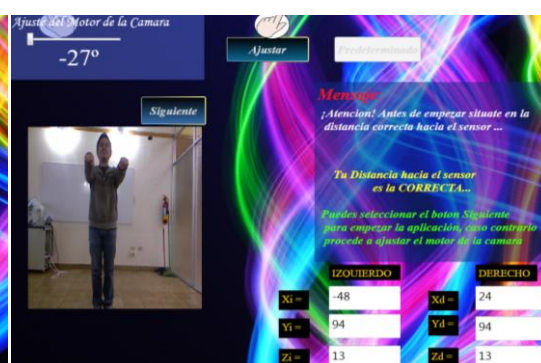 Ajuste del Motor de la Camara
-27º
Ajustar
Predeterminado
Siguiente
Mensaje:
¡Atencion! Antes de empezar situate en la
distancia correcta hacia el sensor ...
Tu Distancia hacia el sensor
es la CORRECTA...
Puedes seleccionar el boton Siguiente
para empezar la aplicación, caso contrario
procede a ajustar el motor de la camara
IZQUIERDO
DERECHO
Xi = -48
Xd = 24
Yi = 94
Yd = 94
Zi = 13
Zd = 13